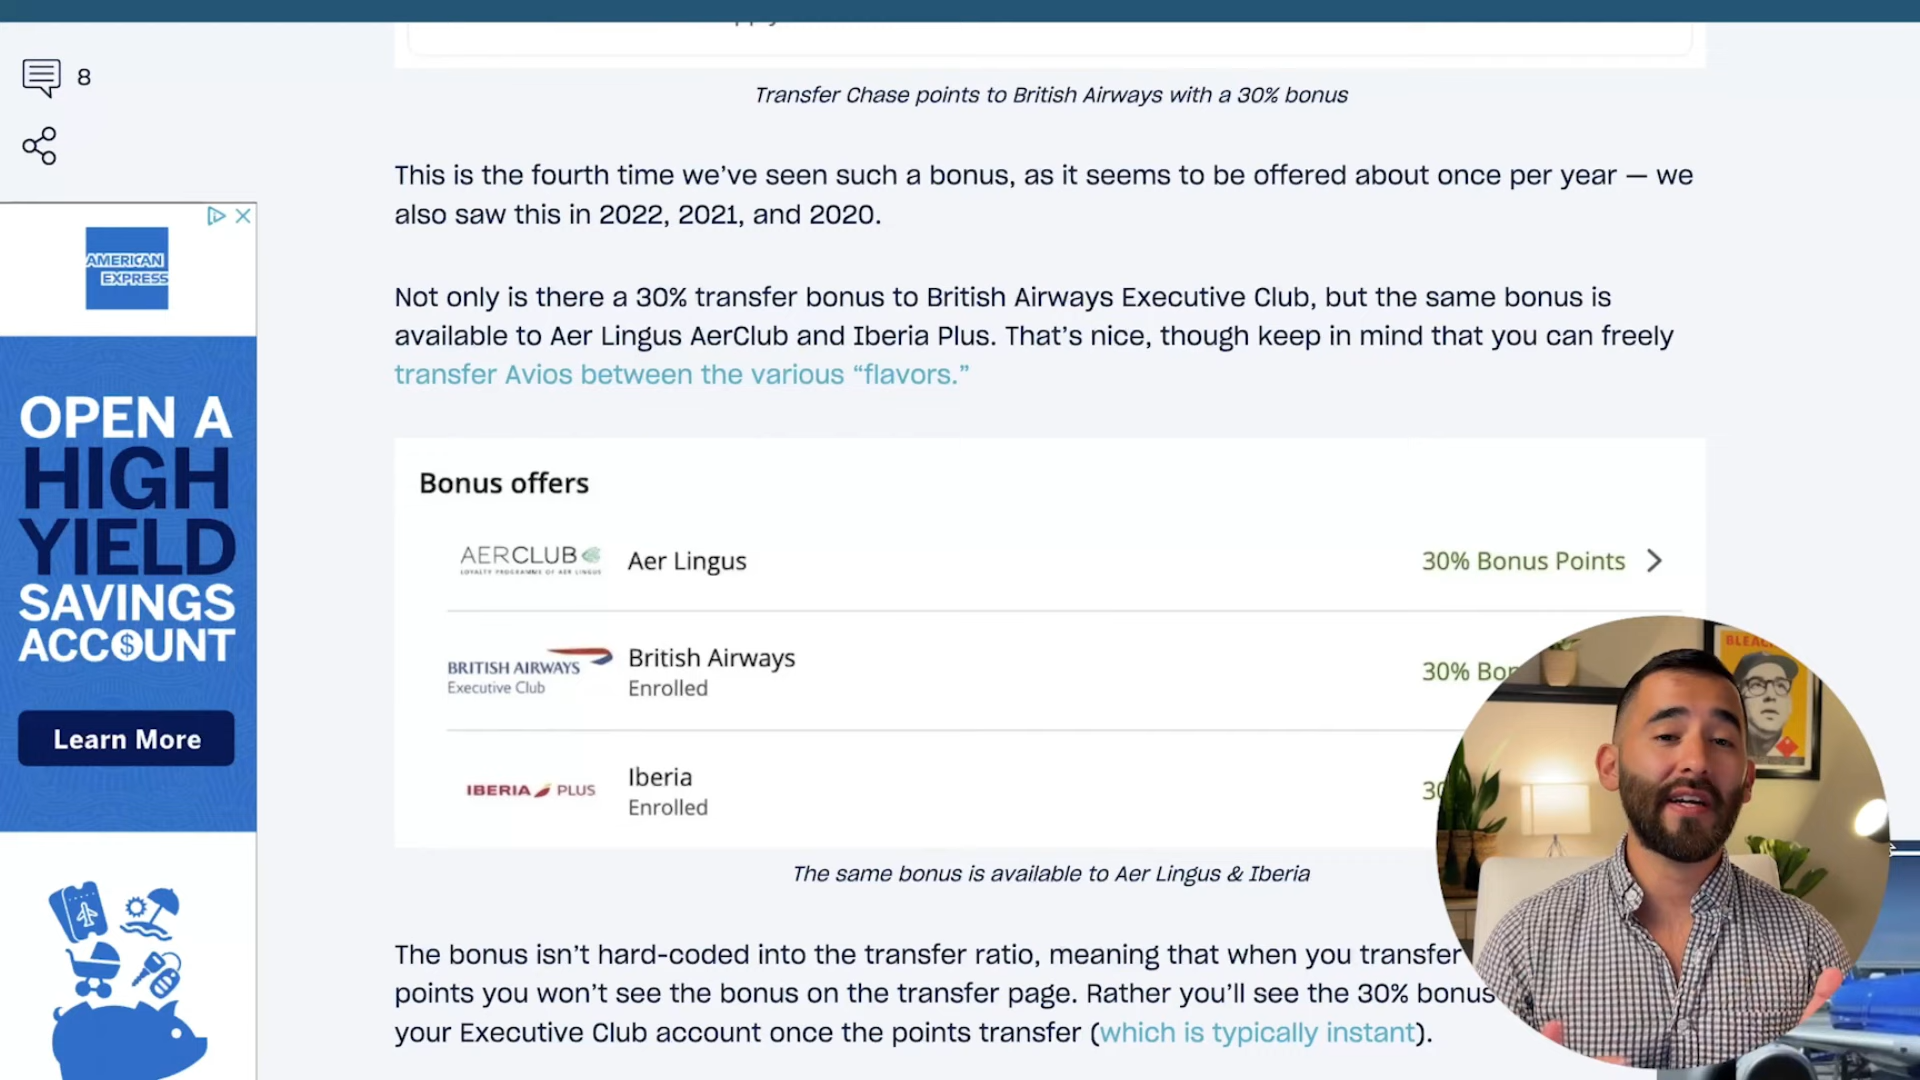 8
Transfer Chase points to British Airways with a 30% bonus
This is the fourth time we've seen such a bonus, as it seems to be offered about once per year — we
also saw this in 2022, 2021, and 2020.
Not only is there a 30% transfer bonus to British Airways Executive Club, but the same bonus is
available to Aer Lingus AerClub and Iberia Plus. That's nice, though keep in mind that you can freely
transfer Avios between the various “flavors.”
AMERICAN
EXPRESS
OPEN A
HIGH
YIELD
SAVINGS
ACCOUNT
Learn More
Bonus offers
AERCLUB
LOYALTY PROGRAMME OF AER LINGUS
Aer Lingus
30% Bonus Points
BRITISH AIRWAYS
Executive Club
British Airways
Enrolled
30%
IBERIA PLUS
Iberia
Enrolled
The same bonus is available to Aer Lingus & Iberia
The bonus isn't hard-coded into the transfer ratio, meaning that when you transfer
points you won't see the bonus on the transfer page. Rather you'll see the 30% bonus
your Executive Club account once the points transfer (which is typically instant).